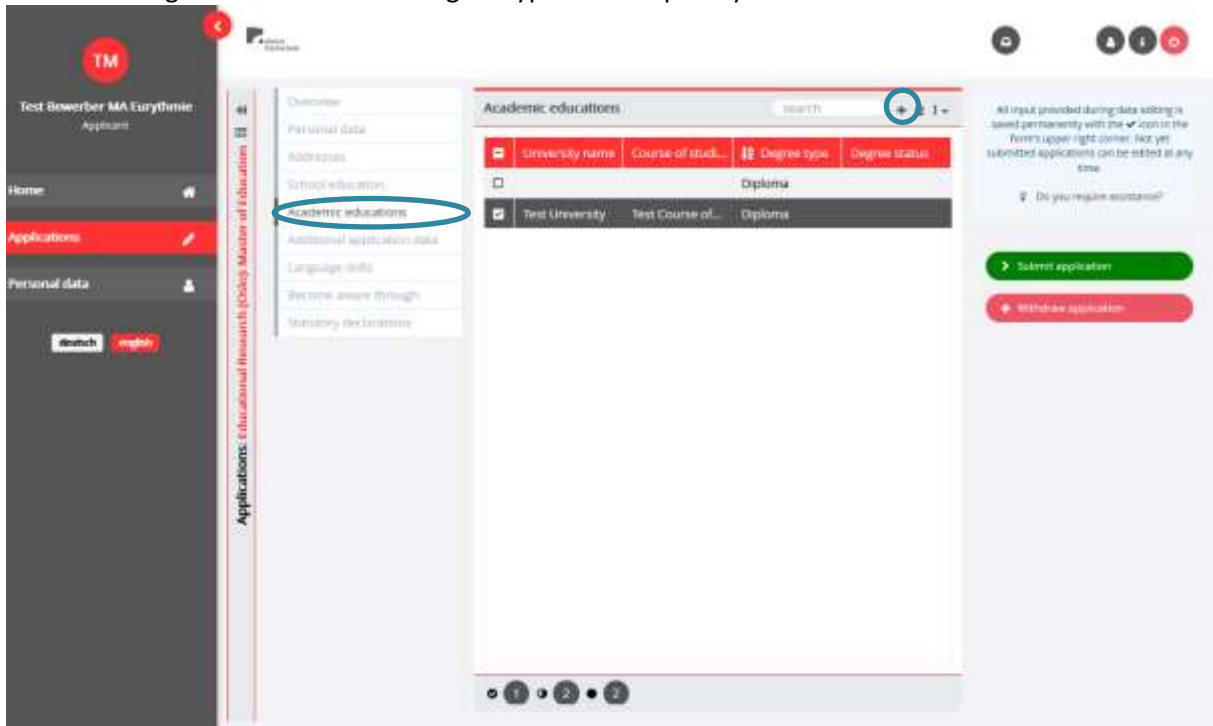 TM
Test Bewerber MA Eurythmie
Applicant
Home
Applications
Personal data
deutsch english
Applications: Educational Research (Oslo): Master of Education
Overview
Personal data
Addresses
School education
Academic educations
Additional application data
Language skills
Become aware through
Statutory declarations
Academic educations
search
University name Course of studi... Degree type Degree status
Diploma
Test University Test Course of... Diploma
1 2 2
All input provided during data editing is
saved permanently with the ✔ icon in the
form's upper right corner. Not yet
submitted applications can be edited at any
time.
Do you require assistance?
Submit application
Withdraw application